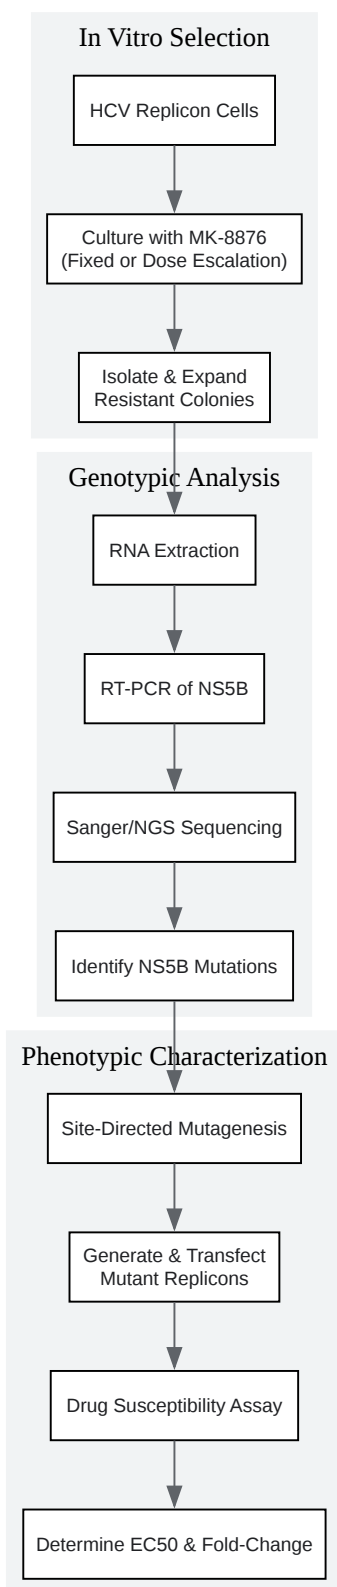 In Vitro Selection
HCV Replicon Cells
Culture with MK-8876
(Fixed or Dose Escalation)
Isolate & Expand
Resistant Colonies
Genotypic Analysis
RNA Extraction
RT-PCR of NS5B
Sanger/NGS Sequencing
Identify NS5B Mutations
Phenotypic Characterization
Site-Directed Mutagenesis
Generate & Transfect
Mutant Replicons
Drug Susceptibility Assay
Determine EC50 & Fold-Change